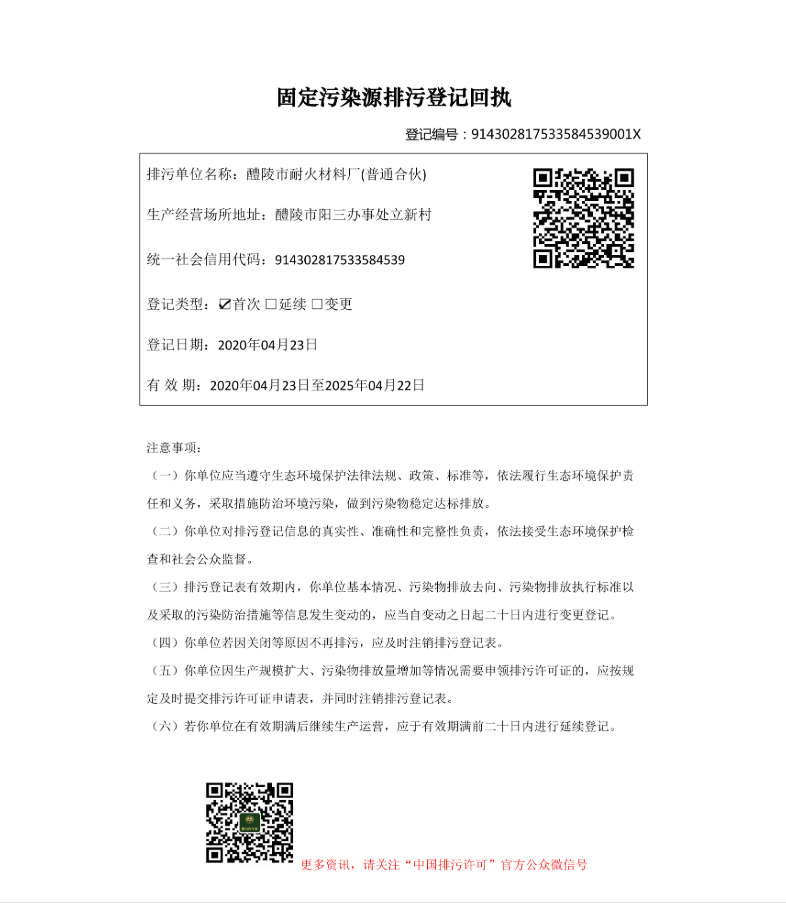 固定污染源排污登记回执
登记编号：914302817533584539001X
排污单位名称：醴陵市耐火材料厂(普通合伙)
生产经营场所地址：醴陵市阳三办事处立新村
统一社会信用代码：914302817533584539
登记类型：☑首次 □延续 □变更
登记日期：2020年04月23日
有 效 期：2020年04月23日至2025年04月22日
注意事项：
（一）你单位应当遵守生态环境保护法律法规、政策、标准等，依法履行生态环境保护责
任和义务，采取措施防治环境污染，做到污染物稳定达标排放。
（二）你单位对排污登记信息的真实性、准确性和完整性负责，依法接受生态环境保护检
查和社会公众监督。
（三）排污登记表有效期内，你单位基本情况、污染物排放去向、污染物排放执行标准以
及采取的污染防治措施等信息发生变动的，应当自变动之日起二十日内进行变更登记。
（四）你单位若因关闭等原因不再排污，应及时注销排污登记表。
（五）你单位因生产规模扩大、污染物排放量增加等情况需要申领排污许可证的，应按规
定及时提交排污许可证申请表，并同时注销排污登记表。
（六）若你单位在有效期满后继续生产运营，应于有效期满前二十日内进行延续登记。
更多资讯，请关注“中国排污许可”官方公众微信号